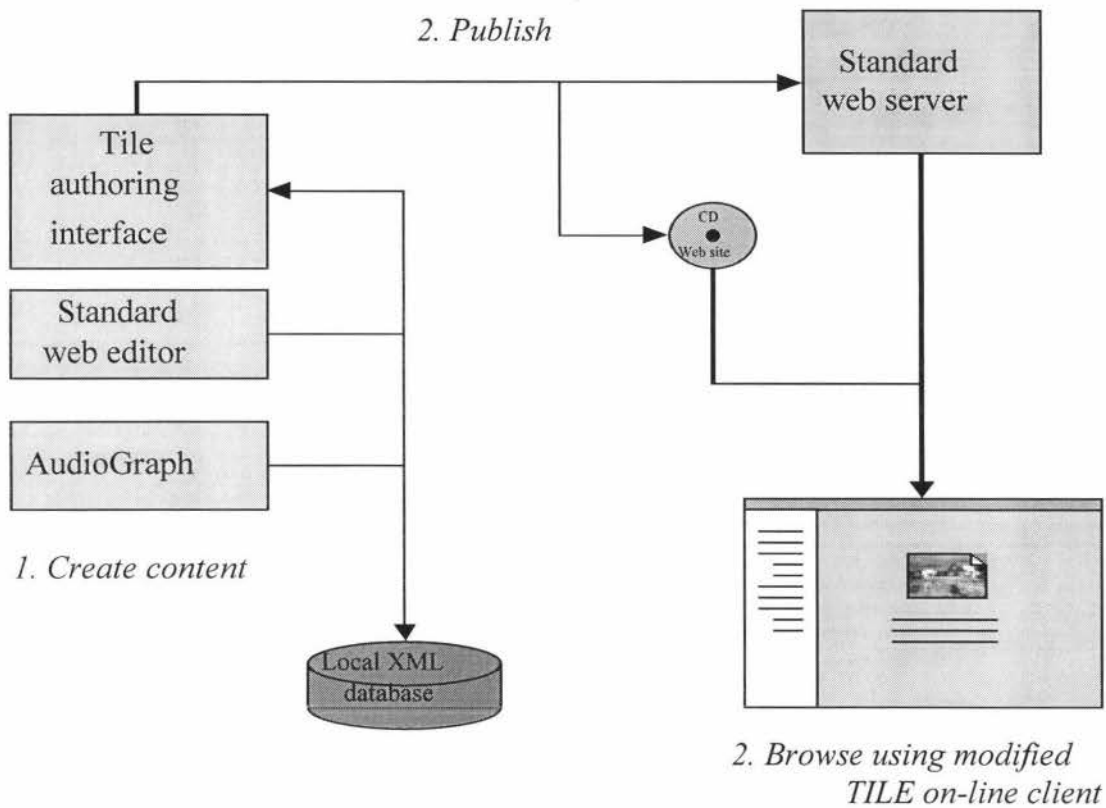 2. Publish
Standard
web server
Tile
authoring
interface
CD
Web site
Standard
web editor
AudioGraph
1. Create content
Local XML
database
2. Browse using modified
TILE on-line client